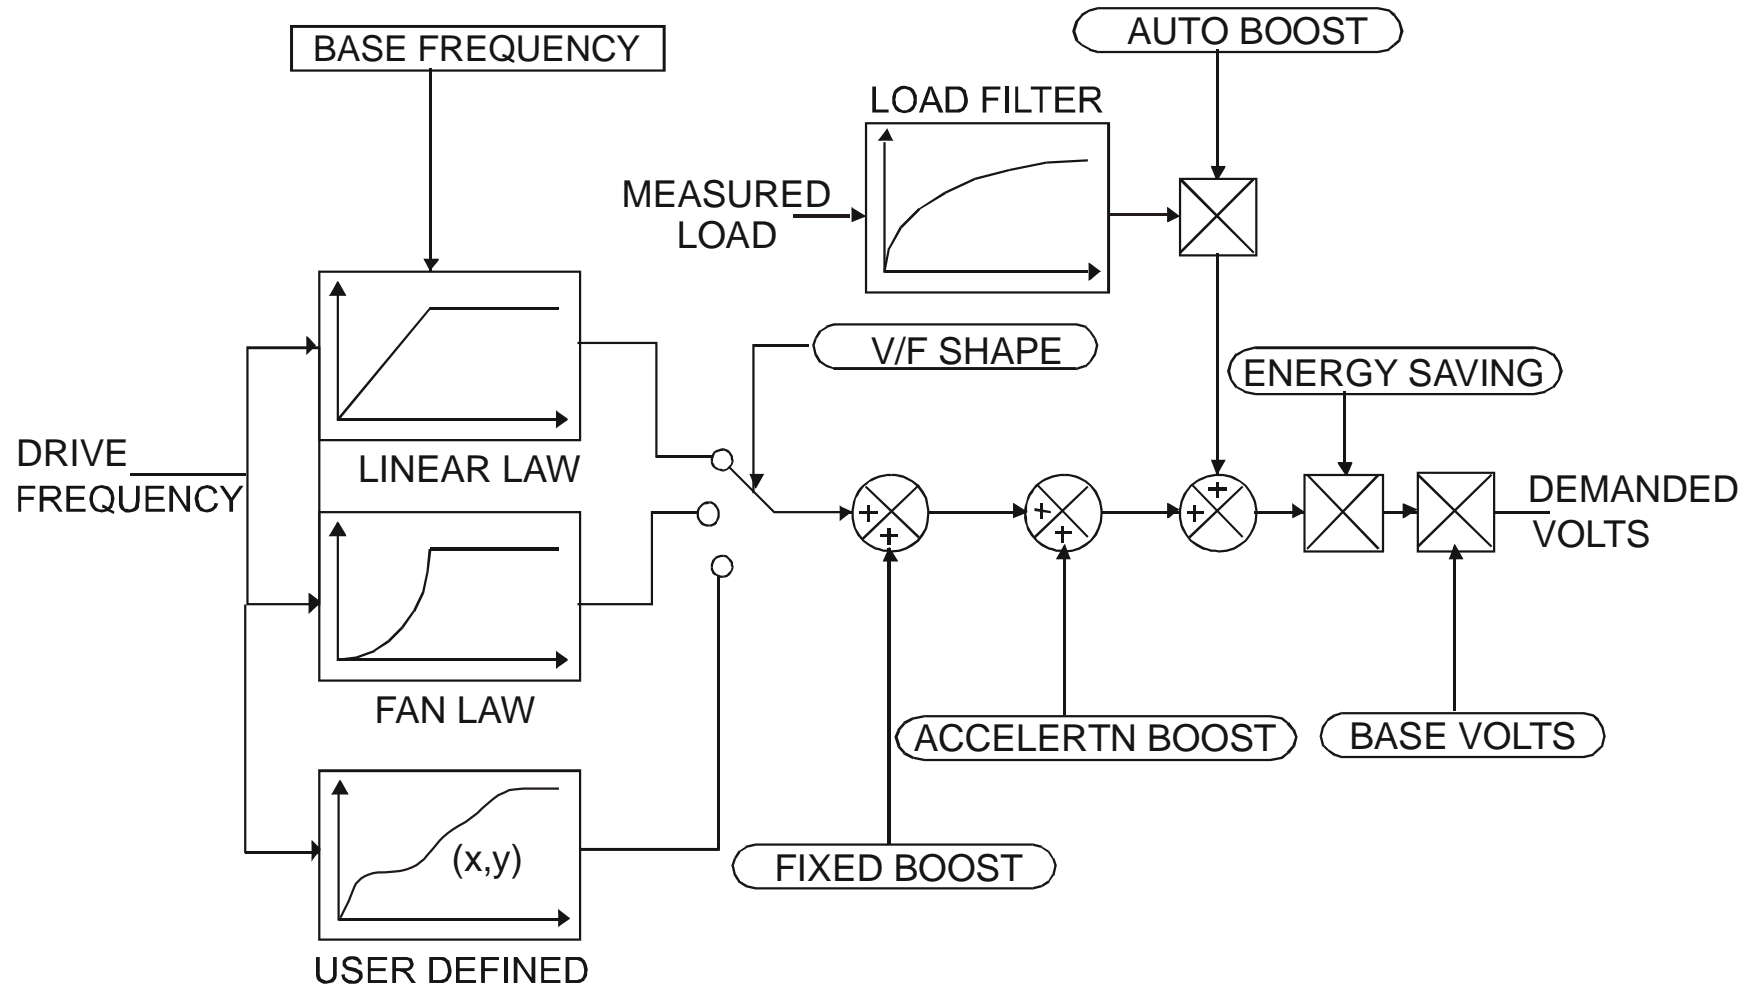 BASE FREQUENCY
AUTO BOOST
LOAD FILTER
MEASURED
LOAD
V/F SHAPE
ENERGY SAVING
DRIVE
FREQUENCY
LINEAR LAW
+
+
+
+
+
+
DEMANDED
VOLTS
FAN LAW
ACCELERTN BOOST
BASE VOLTS
(x,y)
FIXED BOOST
USER DEFINED